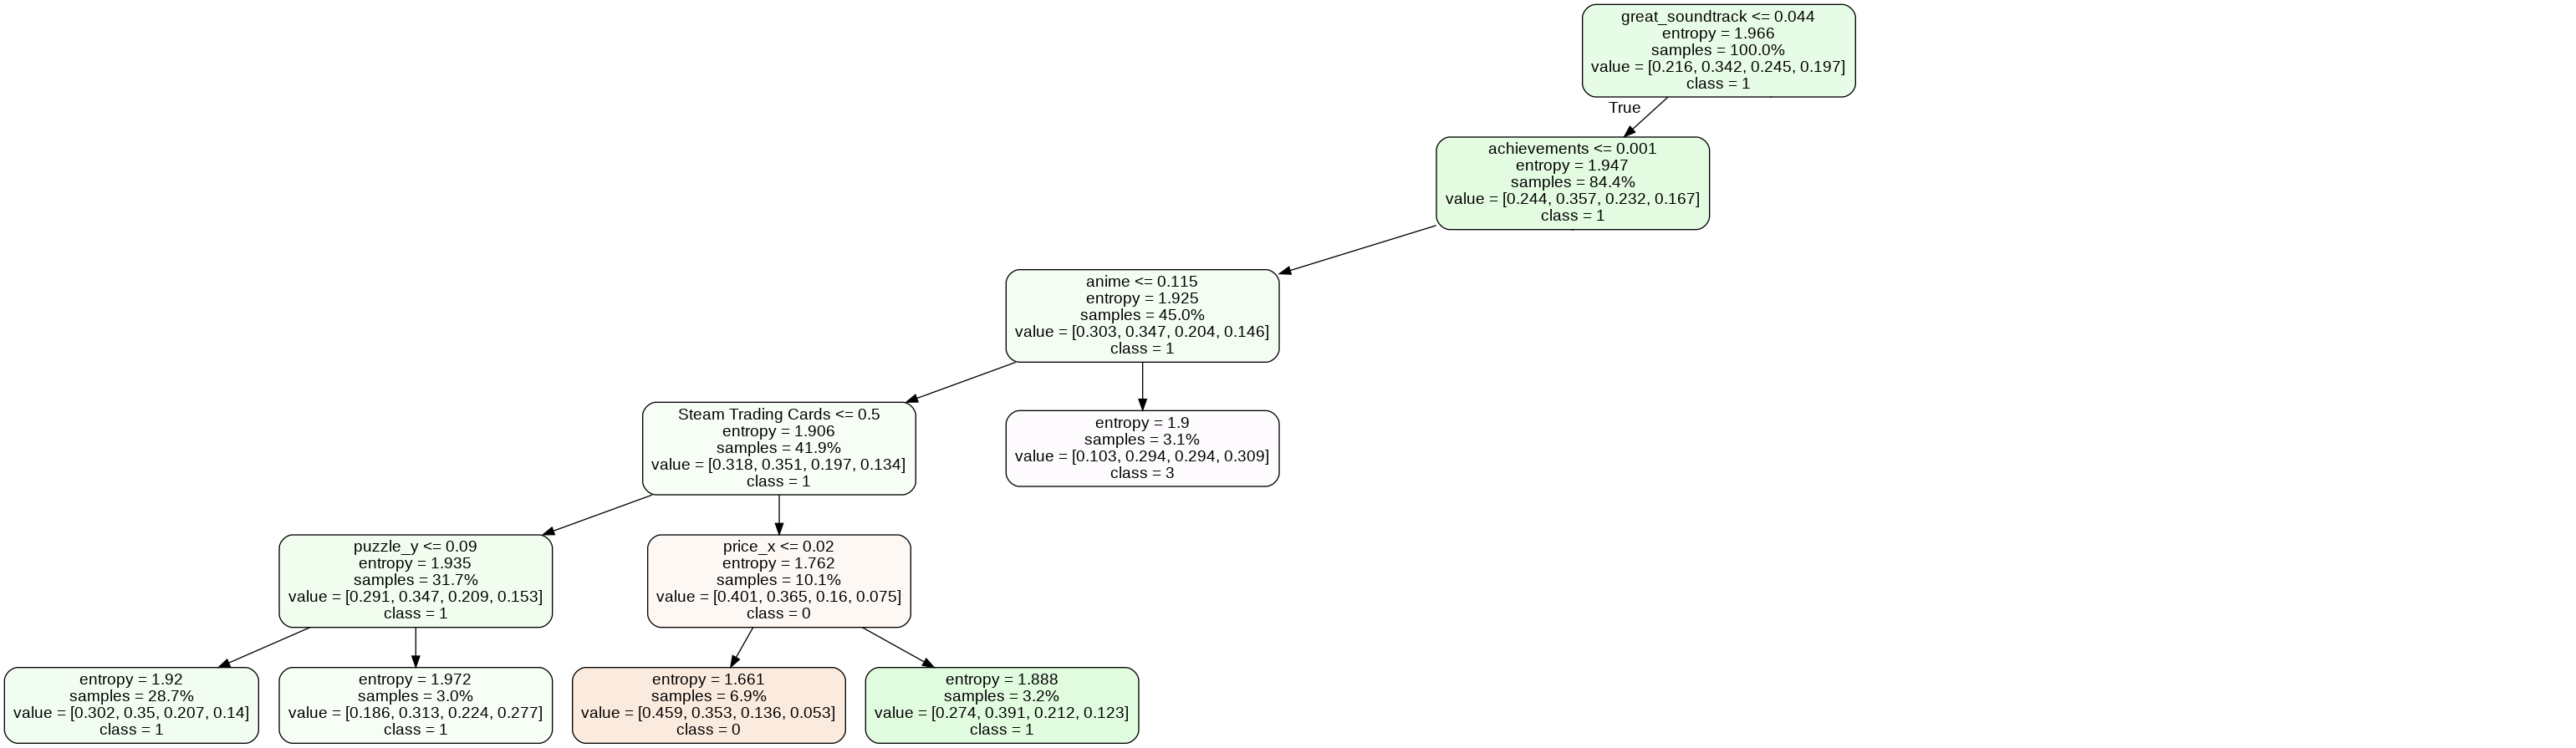 great_soundtrack <= 0.044
entropy = 1.966
samples = 100.0%
value = [0.216, 0.342, 0.245, 0.197]
class = 1
True
achievements <= 0.001
entropy = 1.947
samples = 84.4%
value = [0.244, 0.357, 0.232, 0.167]
class = 1
anime <= 0.115
entropy = 1.925
samples = 45.0%
value = [0.303, 0.347, 0.204, 0.146]
class = 1
Steam Trading Cards <= 0.5
entropy = 1.906
samples = 41.9%
value = [0.318, 0.351, 0.197, 0.134]
class = 1
entropy = 1.9
samples = 3.1%
value = [0.103, 0.294, 0.294, 0.309]
class = 3
puzzle_y <= 0.09
entropy = 1.935
samples = 31.7%
value = [0.291, 0.347, 0.209, 0.153]
class = 1
price_x <= 0.02
entropy = 1.762
samples = 10.1%
value = [0.401, 0.365, 0.16, 0.075]
class = 0
entropy = 1.92
samples = 28.7%
value = [0.302, 0.35, 0.207, 0.14]
class = 1
entropy = 1.972
samples = 3.0%
value = [0.186, 0.313, 0.224, 0.277]
class = 1
entropy = 1.661
samples = 6.9%
value = [0.459, 0.353, 0.136, 0.053]
class = 0
entropy = 1.888
samples = 3.2%
value = [0.274, 0.391, 0.212, 0.123]
class = 1